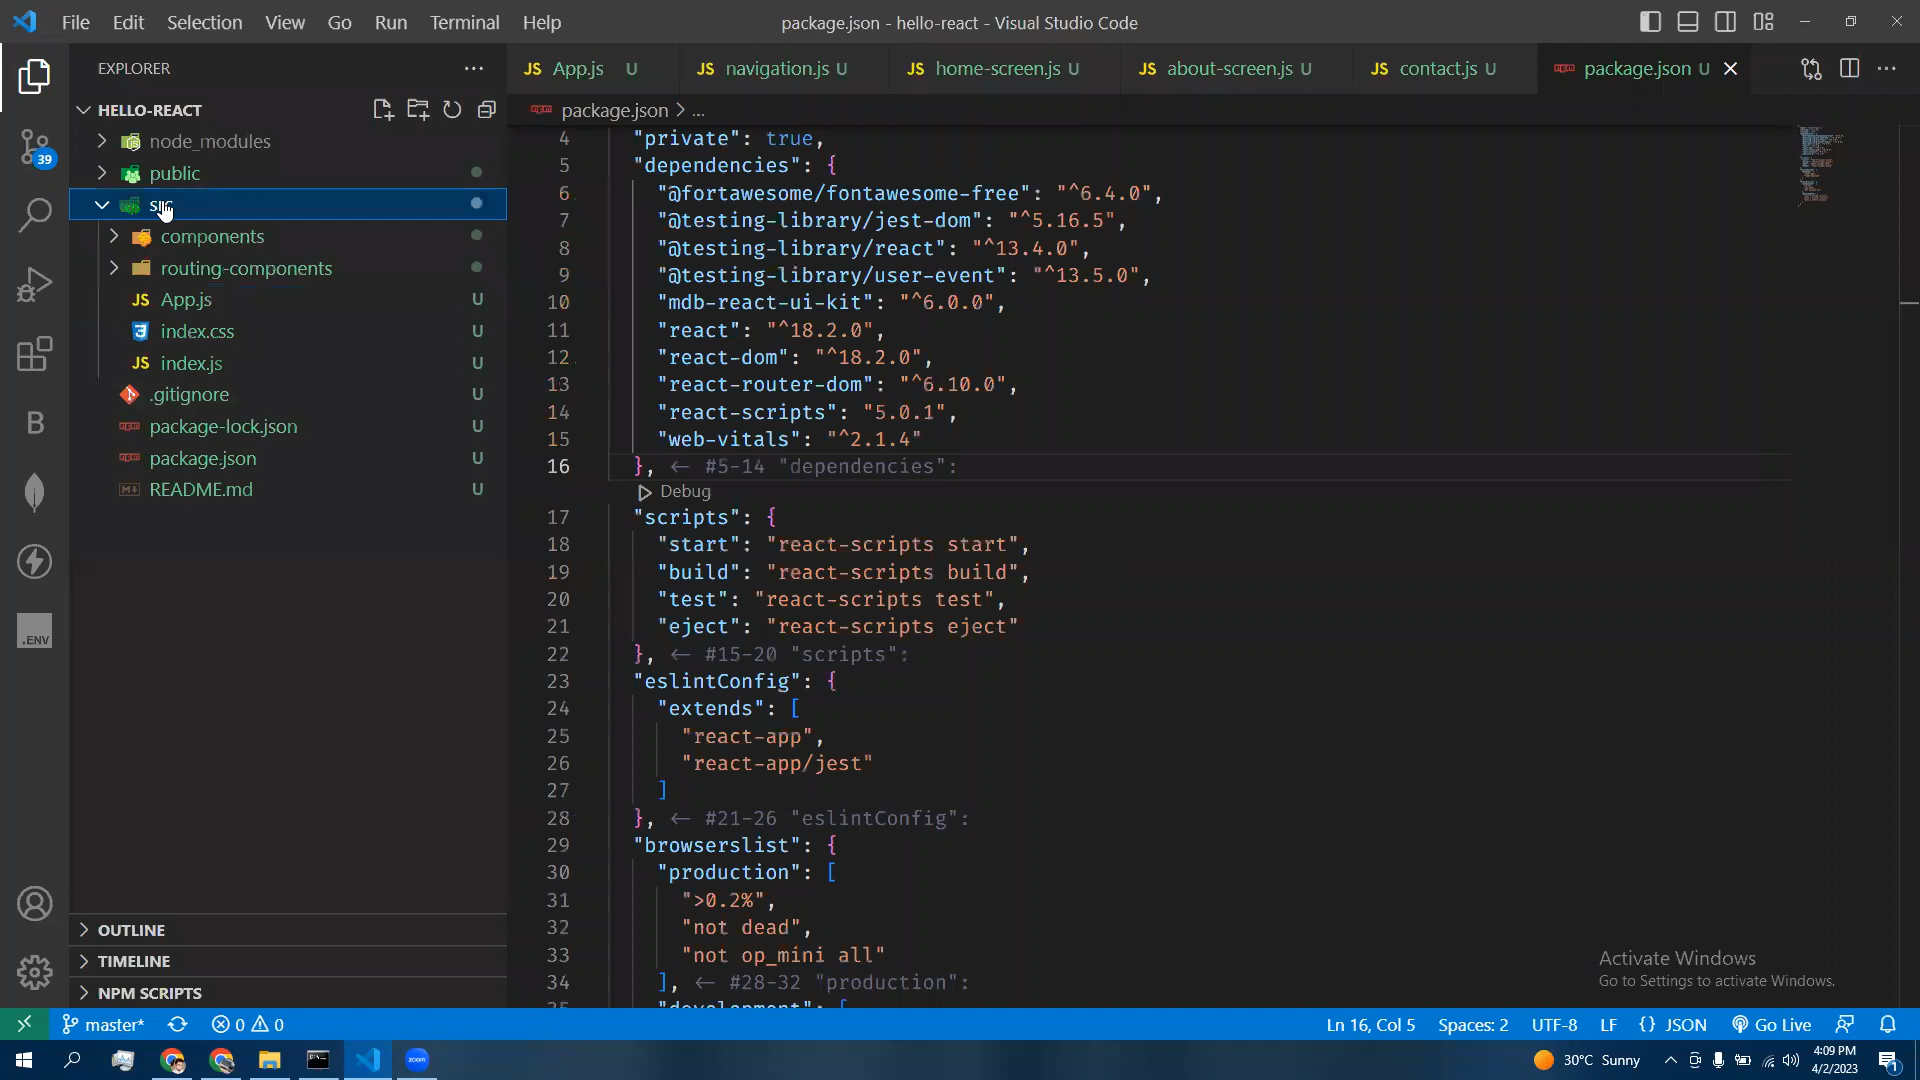 File Edit Selection View Go Run Terminal Help
package.json - hello-react - Visual Studio Code
EXPLORER
HELLO-REACT
node_modules
public
components
routing-components
JS App.js U
index.css U
JS index.js U
.gitignore U
package-lock.json U
package.json U
README.md U
OUTLINE
TIMELINE
NPM SCRIPTS
39
B
.ENV
JS App.js U
JS navigation.js U
JS home-screen.js U
JS about-screen.js U
JS contact.js U
package.json U
package.json > ...
4 "private": true,
5 "dependencies": {
6 "@fortawesome/fontawesome-free": "^6.4.0",
7 "@testing-library/jest-dom": "^5.16.5",
8 "@testing-library/react": "^13.4.0",
9 "@testing-library/user-event": "^13.5.0",
10 "mdb-react-ui-kit": "^6.0.0",
11 "react": "^18.2.0",
12 "react-dom": "^18.2.0",
13 "react-router-dom": "^6.10.0",
14 "react-scripts": "5.0.1",
15 "web-vitals": "^2.1.4"
16 }, ← #5-14 "dependencies":
Debug
17 "scripts": {
18 "start": "react-scripts start",
19 "build": "react-scripts build",
20 "test": "react-scripts test",
21 "eject": "react-scripts eject"
22 }, ← #15-20 "scripts":
23 "eslintConfig": {
24 "extends": [
25 "react-app",
26 "react-app/jest"
27 ]
28 }, ← #21-26 "eslintConfig":
29 "browserslist": {
30 "production": [
31 ">0.2%",
32 "not dead",
33 "not op_mini all"
34 ], ← #28-32 "production":
Activate Windows
Go to Settings to activate Windows.
master* 0 0
Ln 16, Col 5 Spaces: 2 UTF-8 LF {} JSON Go Live
zoom
30°C Sunny
4:09 PM
4/2/2023
1